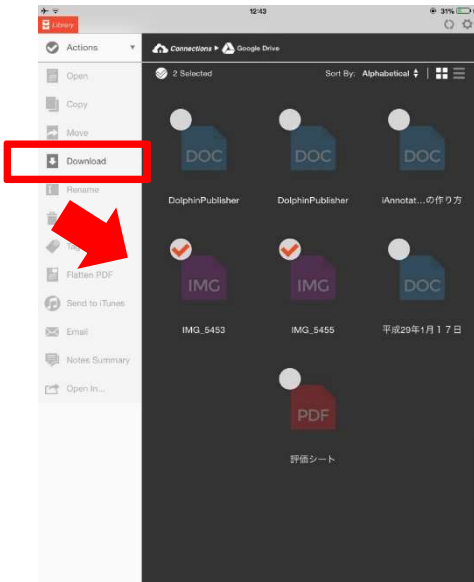 12:43
31%
Library
Actions
Connections
Google Drive
Open
2 Selected
Sort By: Alphabetical
Copy
Move
Download
DOC
DOC
DOC
Rename
DolphinPublisher
DolphinPublisher
iAnnotat...の作り方
Tag
Flatten PDF
IMG
IMG
DOC
Send to iTunes
IMG_5453
IMG_5455
平成29年1月17日
Email
Notes Summary
Open In...
PDF
評価シート